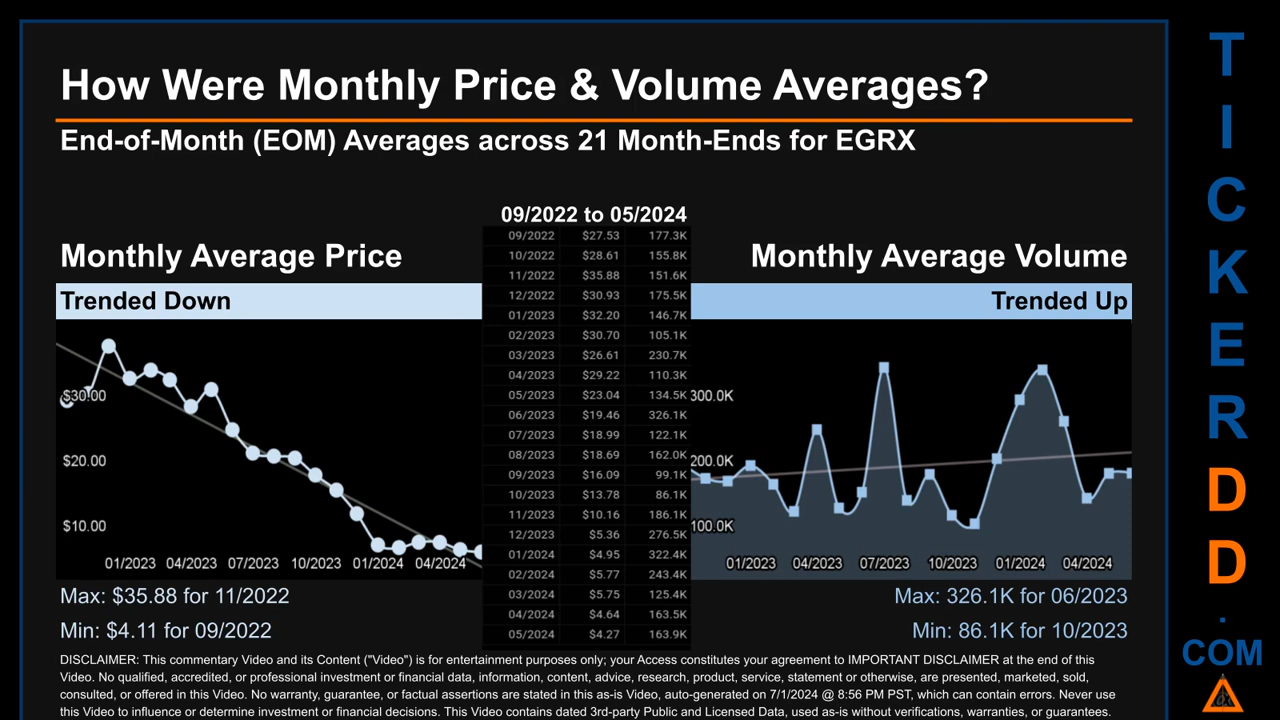 How Were Monthly Price & Volume Averages?
End-of-Month (EOM) Averages across 21 Month-Ends for EGRX
09/2022 to 05/2024
Monthly Average Price
Trended Down
$30.00
$20.00
$10.00
01/2023 04/2023 07/2023 10/2023 01/2024 04/2024
Max: $35.88 for 11/2022
Min: $4.11 for 09/2022
09/2022 $27.53 177.3K
10/2022 $28.61 155.8K
11/2022 $35.88 151.6K
12/2022 $30.93 175.5K
01/2023 $32.20 146.7K
02/2023 $30.70 105.1K
03/2023 $26.61 230.7K
04/2023 $29.22 110.3K
05/2023 $23.04 134.5K
06/2023 $19.46 326.1K
07/2023 $18.99 122.1K
08/2023 $18.69 162.0K
09/2023 $16.09 99.1K
10/2023 $13.78 86.1K
11/2023 $10.16 186.1K
12/2023 $5.36 276.5K
01/2024 $4.95 322.4K
02/2024 $5.77 243.4K
03/2024 $5.75 125.4K
04/2024 $4.64 163.5K
05/2024 $4.27 163.9K
Monthly Average Volume
Trended Up
300.0K
200.0K
100.0K
01/2023 04/2023 07/2023 10/2023 01/2024 04/2024
Max: 326.1K for 06/2023
Min: 86.1K for 10/2023
DISCLAIMER: This commentary Video and its Content ("Video") is for entertainment purposes only; your Access constitutes your agreement to IMPORTANT DISCLAIMER at the end of this
Video. No qualified, accredited, or professional investment or financial data, information, content, advice, research, product, service, statement or otherwise, are presented, marketed, sold,
consulted, or offered in this Video. No warranty, guarantee, or factual assertions are stated in this as-is Video, auto-generated on 7/1/2024 @ 8:56 PM PST, which can contain errors. Never use
this Video to influence or determine investment or financial decisions. This Video contains dated 3rd-party Public and Licensed Data, used as-is without verifications, warranties, or guarantees.
T
I
C
K
E
R
D
D
.
COM